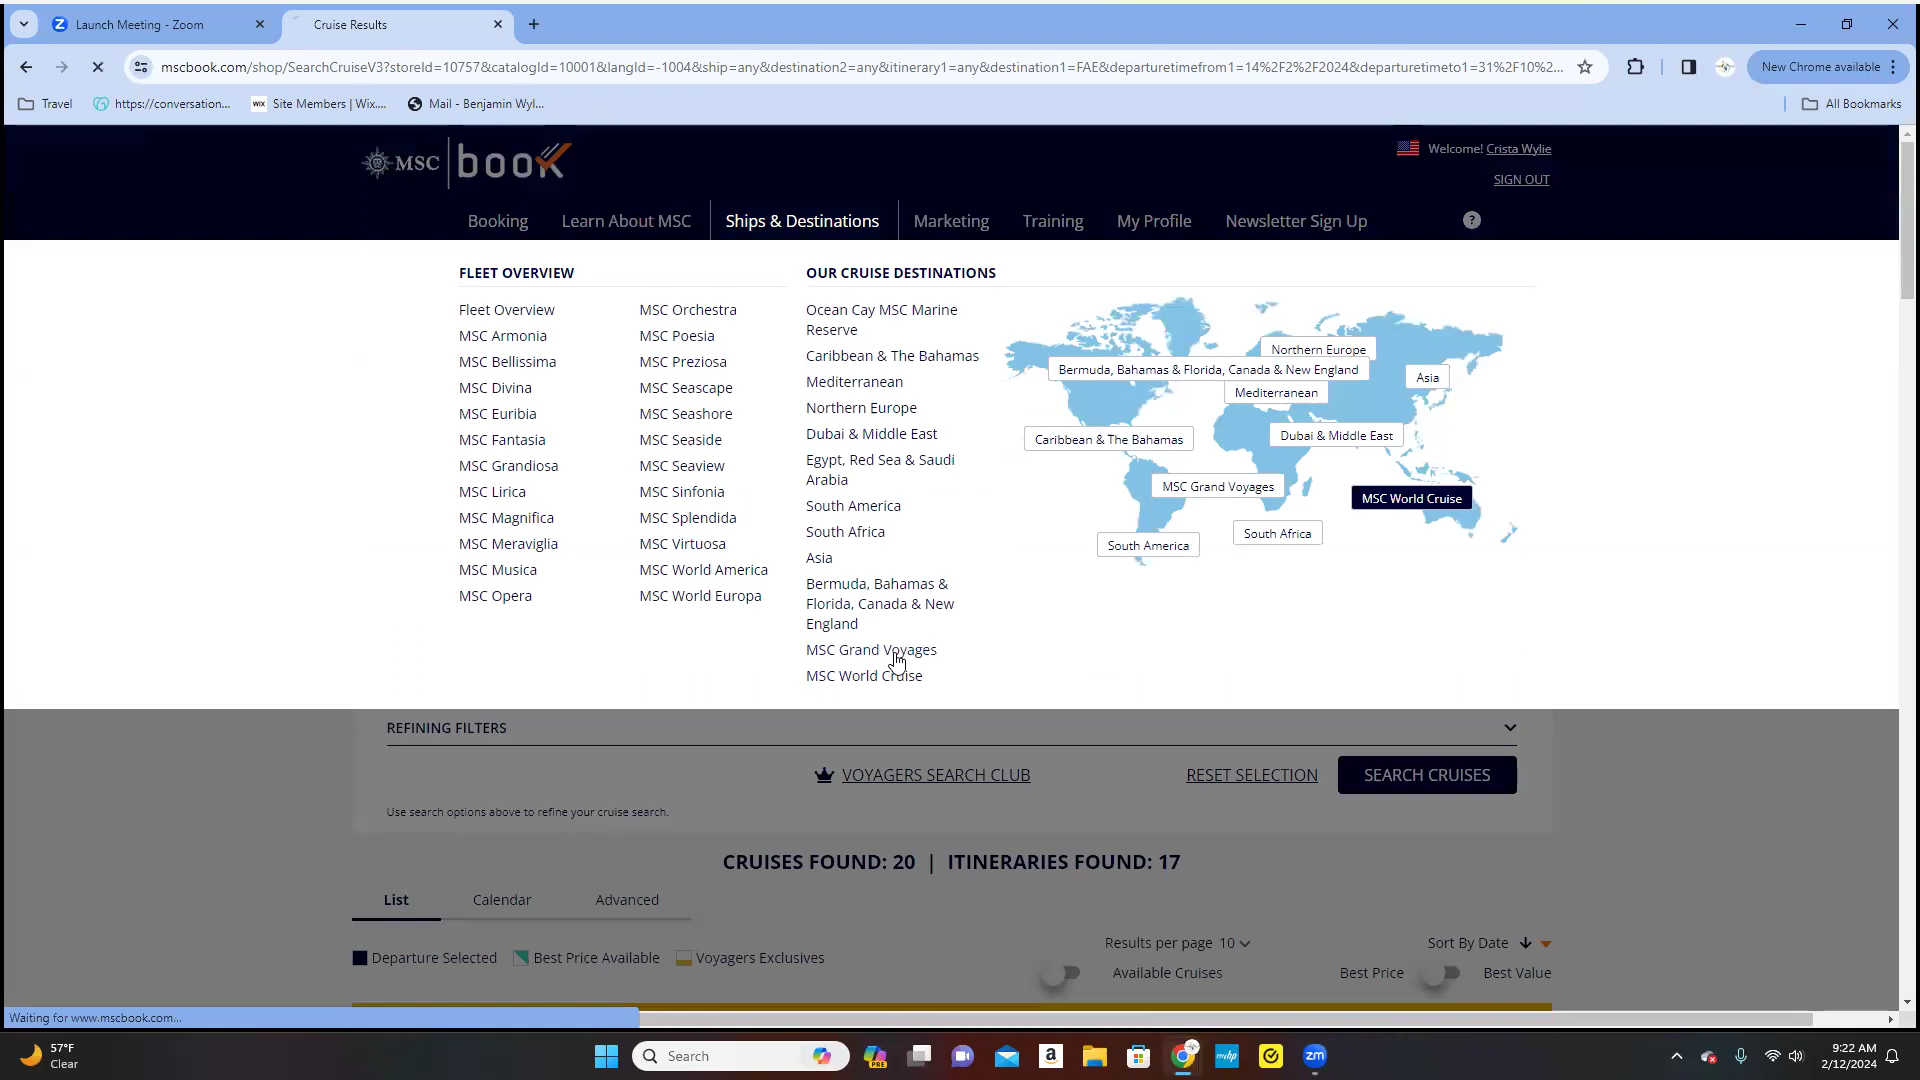 Launch Meeting - Zoom
Cruise Results
mscbook.com/shop/SearchCruiseV3?storeId=10757&catalogId=10001&langId=-1004&ship=any&destination2=any&itinerary1=any&destination1=FAE&departuretimefrom1=14%2F2%2F2024&departuretimeto1=31%2F10%2...
New Chrome available
Travel
https://conversation...
WIX Site Members | Wix....
Mail - Benjamin Wyl...
All Bookmarks
MSC book
Welcome! Crista Wylie
SIGN OUT
Booking
Learn About MSC
Ships & Destinations
Marketing
Training
My Profile
Newsletter Sign Up
?
FLEET OVERVIEW
Fleet Overview
MSC Armonia
MSC Bellissima
MSC Divina
MSC Euribia
MSC Fantasia
MSC Grandiosa
MSC Lirica
MSC Magnifica
MSC Meraviglia
MSC Musica
MSC Opera
MSC Orchestra
MSC Poesia
MSC Preziosa
MSC Seascape
MSC Seashore
MSC Seaside
MSC Seaview
MSC Sinfonia
MSC Splendida
MSC Virtuosa
MSC World America
MSC World Europa
OUR CRUISE DESTINATIONS
Ocean Cay MSC Marine
Reserve
Caribbean & The Bahamas
Mediterranean
Northern Europe
Dubai & Middle East
Egypt, Red Sea & Saudi
Arabia
South America
South Africa
Asia
Bermuda, Bahamas &
Florida, Canada & New
England
MSC Grand Voyages
MSC World Cruise
Northern Europe
Bermuda, Bahamas & Florida, Canada & New England
Asia
Mediterranean
Caribbean & The Bahamas
Dubai & Middle East
MSC Grand Voyages
MSC World Cruise
South Africa
South America
REFINING FILTERS
VOYAGERS SEARCH CLUB
RESET SELECTION
SEARCH CRUISES
Use search options above to refine your cruise search.
CRUISES FOUND: 20 | ITINERARIES FOUND: 17
List
Calendar
Advanced
Results per page 10
Sort By Date
Departure Selected
Best Price Available
Voyagers Exclusives
Available Cruises
Best Price
Best Value
Waiting for www.mscbook.com...
57°F
Clear
Search
PRE
a
myhp
zm
9:22 AM
2/12/2024